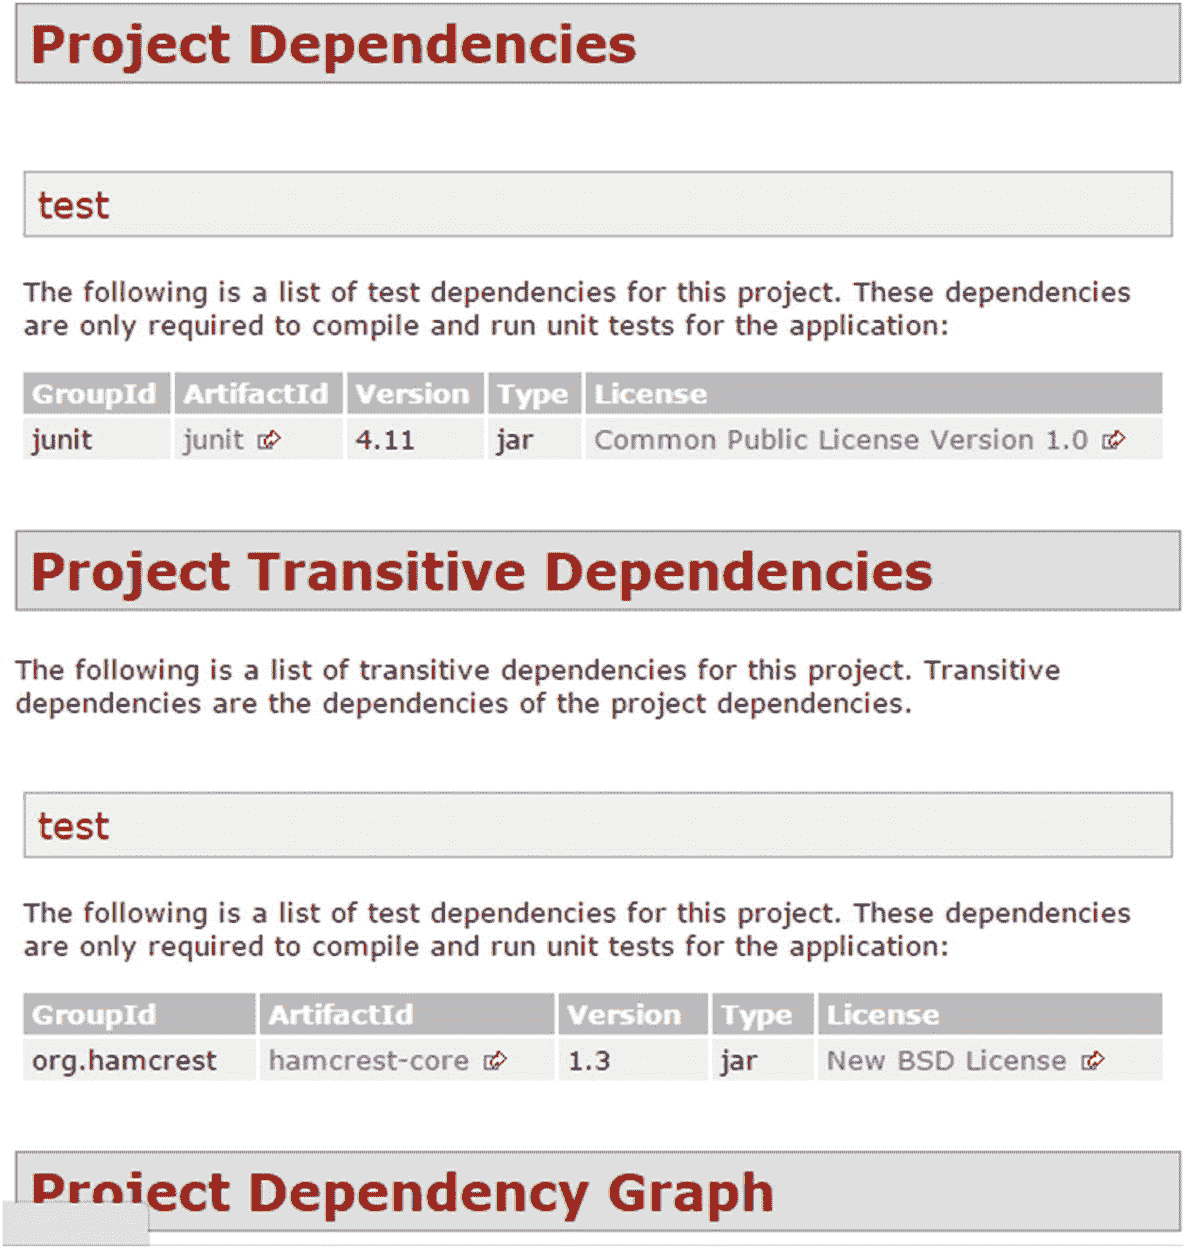 Project Dependencies
test
The following is a list of test dependencies for this project. These dependencies
are only required to compile and run unit tests for the application:
GroupId ArtifactId Version Type License
junit junit 4.11 jar Common Public License Version 1.0
Project Transitive Dependencies
The following is a list of transitive dependencies for this project. Transitive
dependencies are the dependencies of the project dependencies.
test
The following is a list of test dependencies for this project. These dependencies
are only required to compile and run unit tests for the application:
GroupId ArtifactId Version Type License
org.hamcrest hamcrest-core 1.3 jar New BSD License
Project Dependency Graph